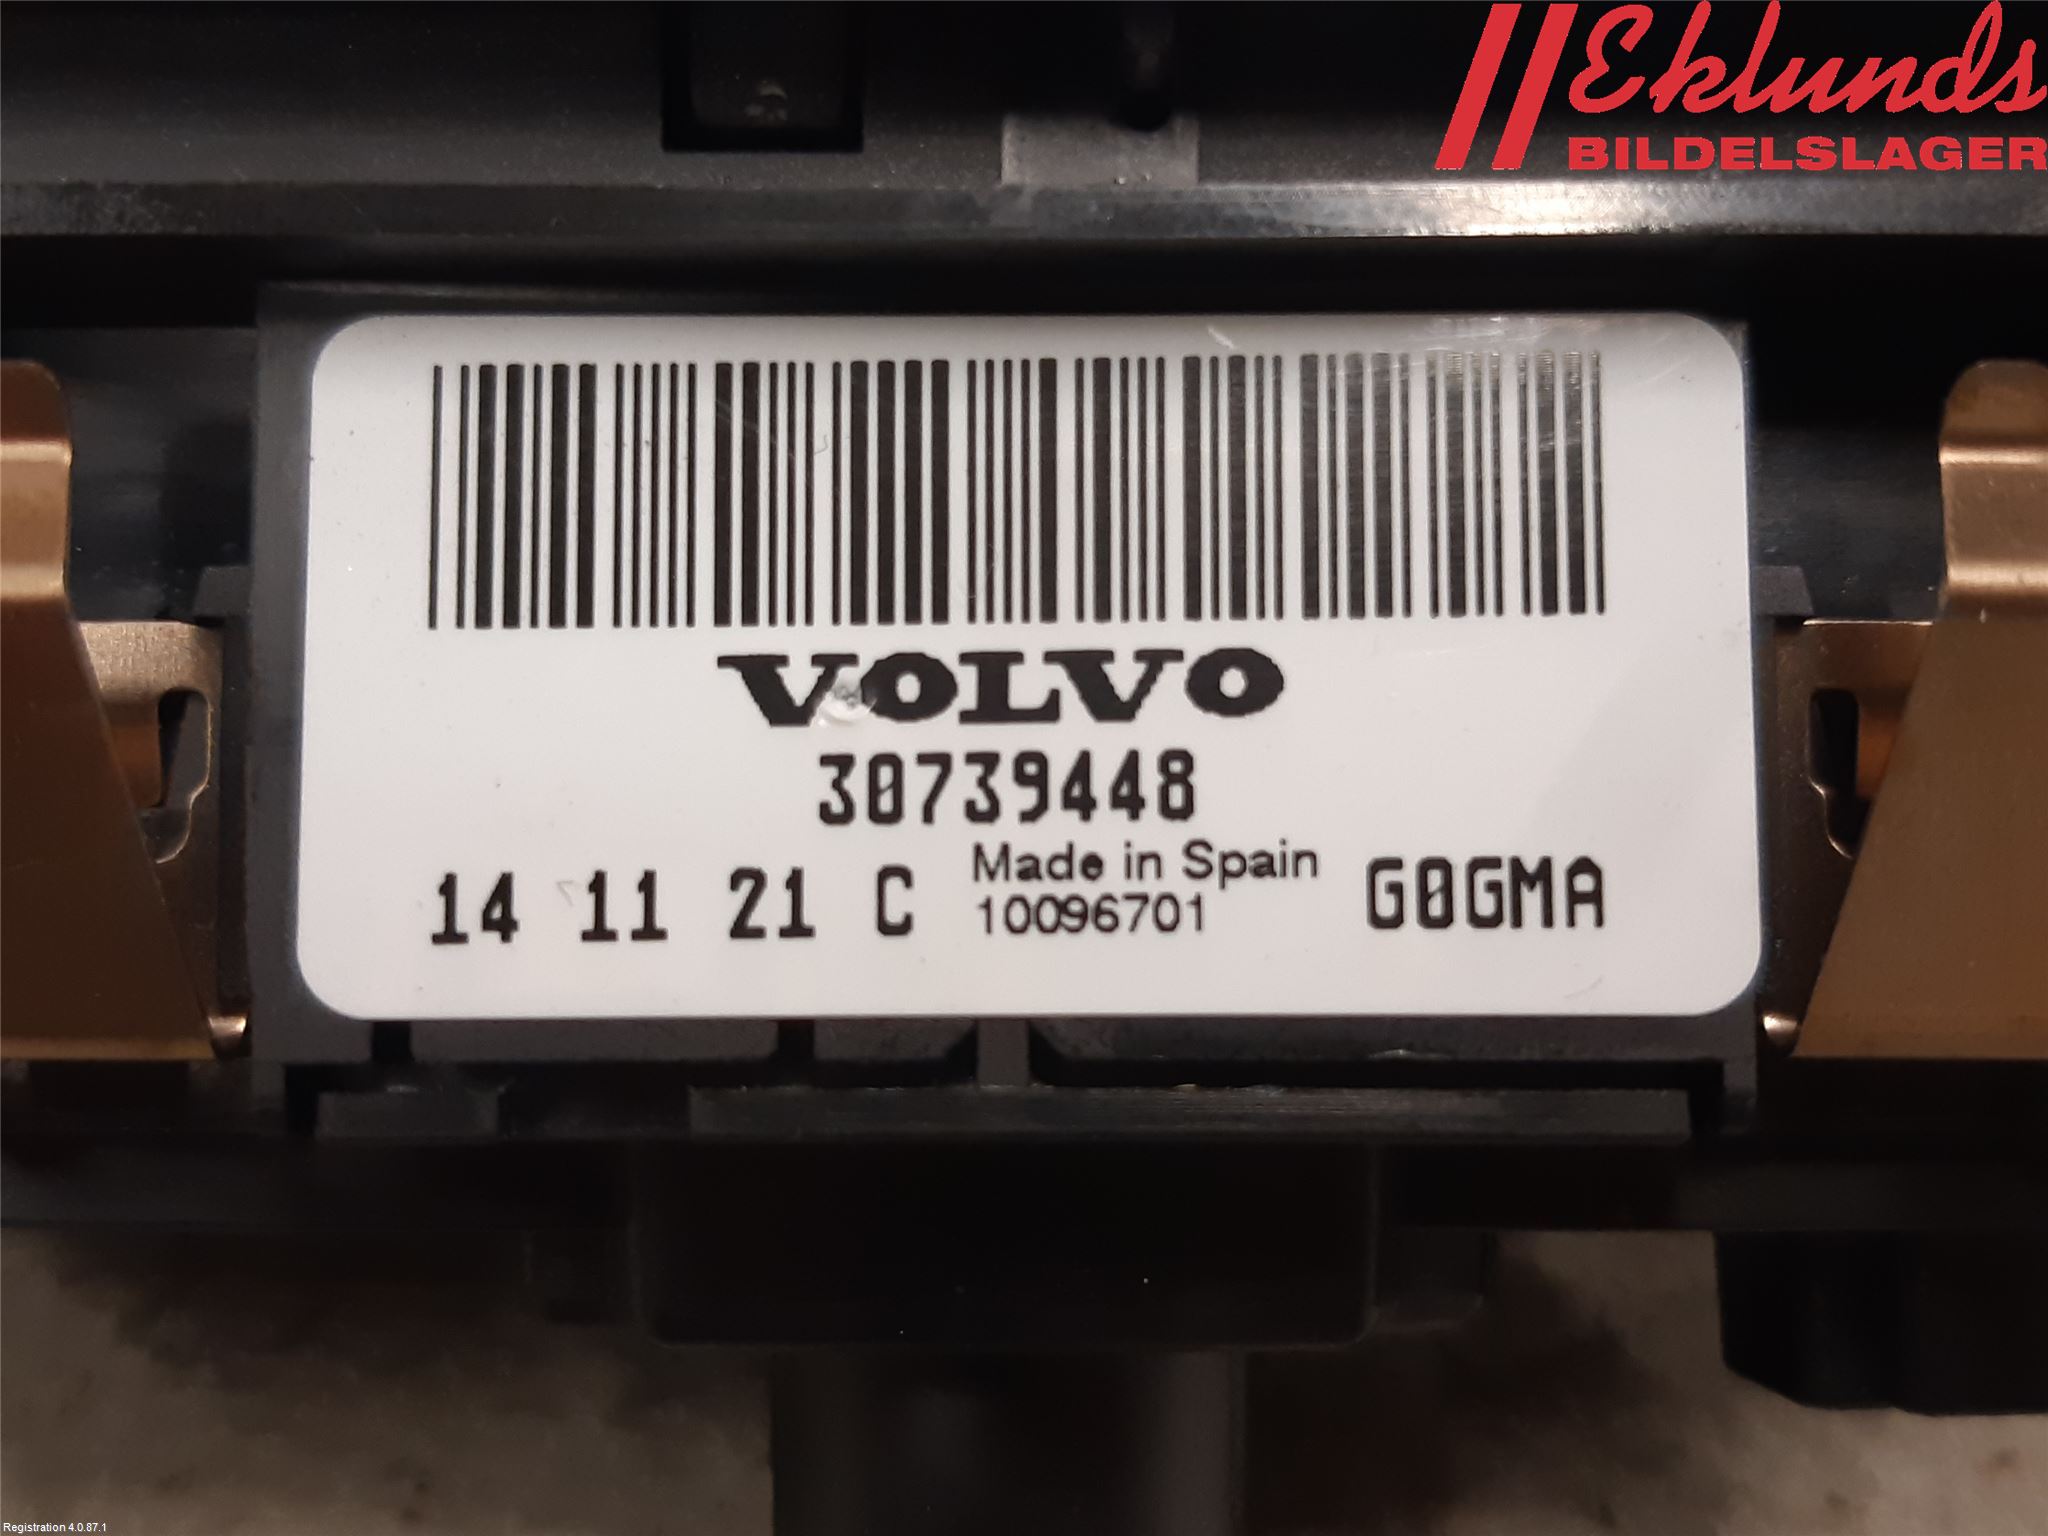 Eklunds
BILDELSLAGER
VOLVO
30739448
14 11 21 C Made in Spain G0GMA
10096701
Registration 4.0.87.1